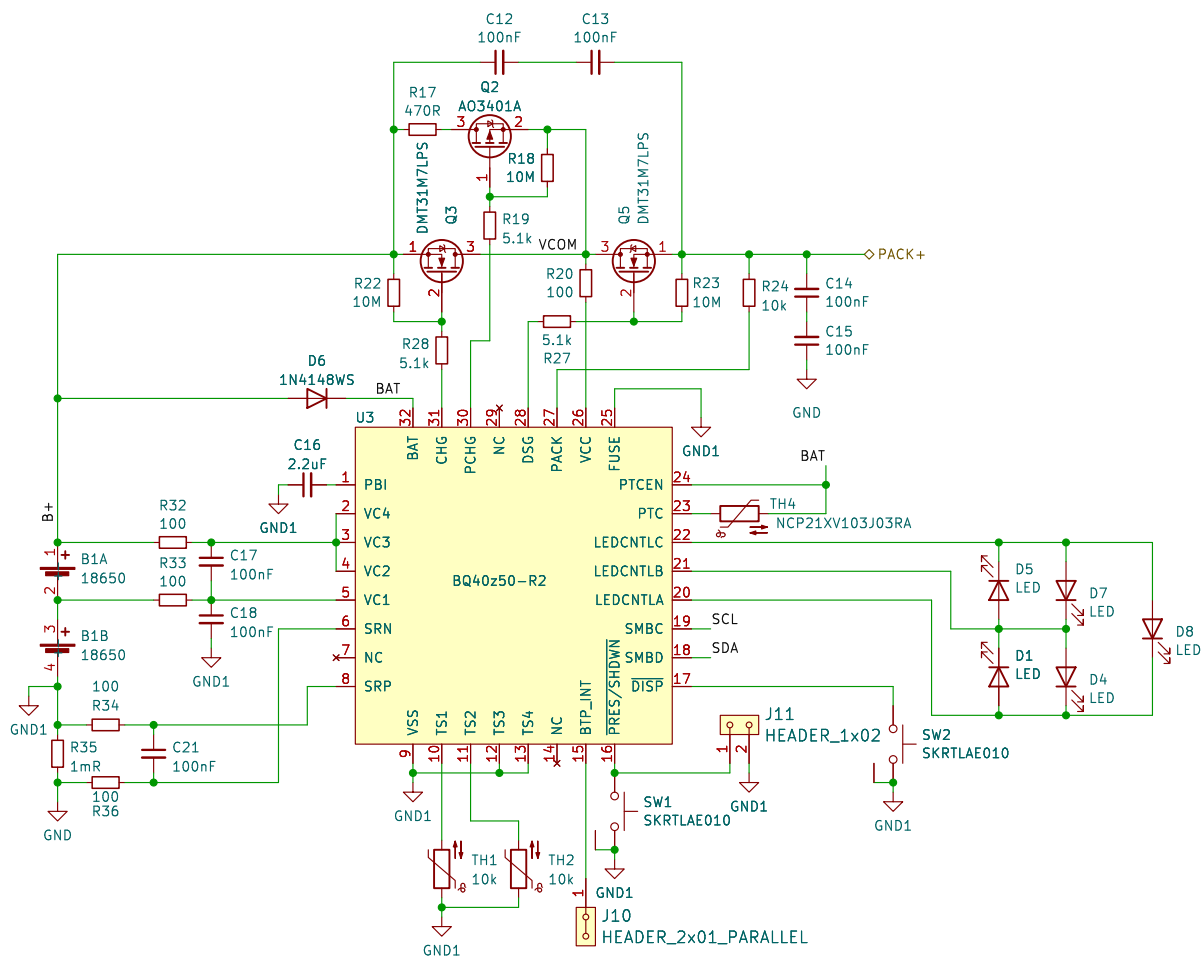 C12
100nF
C13
100nF
Q2
AO3401A
R17
470R
3
2
1
R18
10M
DMT31M7LPS
Q3
Q5
DMT31M7LPS
R19
5.1k
VCOM
1
3
2
3
1
2
PACK+
R22
10M
R20
100
R23
10M
R24
10k
C14
100nF
C15
100nF
GND
R28
5.1k
5.1k
R27
D6
1N4148WS
BAT
U3
32
31
30
29
28
27
26
25
BAT
CHG
PCHG
NC
DSG
PACK
VCC
FUSE
GND1
C16
2.2uF
GND1
1
PBI
2
VC4
3
VC3
4
VC2
5
VC1
6
SRN
7
NC
8
SRP
BQ40z50-R2
PTCEN
24
PTC
23
LEDCNTLC
22
LEDCNTLB
21
LEDCNTLA
20
SMBC
19
SCL
SMBD
18
SDA
DISP
17
BAT
TH4
NCP21XV103J03RA
B+
R32
100
R33
100
C17
100nF
C18
100nF
GND1
1
+
B1A
18650
2
3
+
B1B
18650
4
GND1
100
R34
R35
1mR
C21
100nF
100
R36
GND
D5
LED
D7
LED
D1
LED
D4
LED
D8
LED
VSS
TS1
TS2
TS3
TS4
NC
BTP_INT
PRES/SHDWN
9
10
11
12
13
14
15
16
GND1
J11
HEADER_1x02
1
2
GND1
SW2
SKRTLAE010
GND1
SW1
SKRTLAE010
GND1
TH1
10k
TH2
10k
GND1
1
J10
HEADER_2x01_PARALLEL